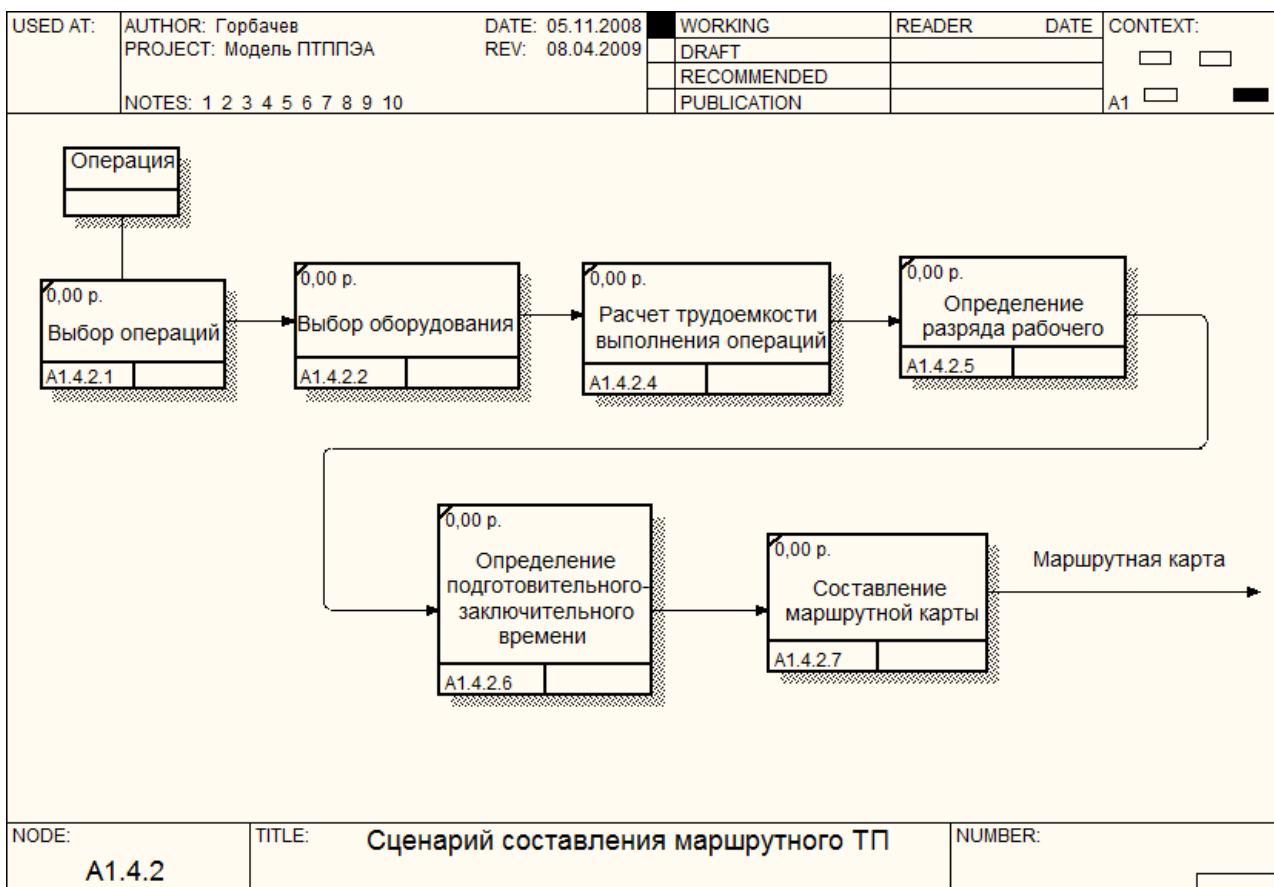 USED AT:
AUTHOR: Горбачев
DATE: 05.11.2008
WORKING
READER
DATE
CONTEXT:
PROJECT: Модель ПТППЭА
REV: 08.04.2009
DRAFT
RECOMMENDED
NOTES: 1 2 3 4 5 6 7 8 9 10
PUBLICATION
A1
Операция
0,00 р.
Выбор операций
A1.4.2.1
0,00 р.
Выбор оборудования
A1.4.2.2
0,00 р.
Расчет трудоемкости
выполнения операций
A1.4.2.4
0,00 р.
Определение
разряда рабочего
A1.4.2.5
0,00 р.
Определение
подготовительного-
заключительного
времени
A1.4.2.6
0,00 р.
Составление
маршрутной карты
A1.4.2.7
Маршрутная карта
NODE:
A1.4.2
TITLE:
Сценарий составления маршрутного ТП
NUMBER: